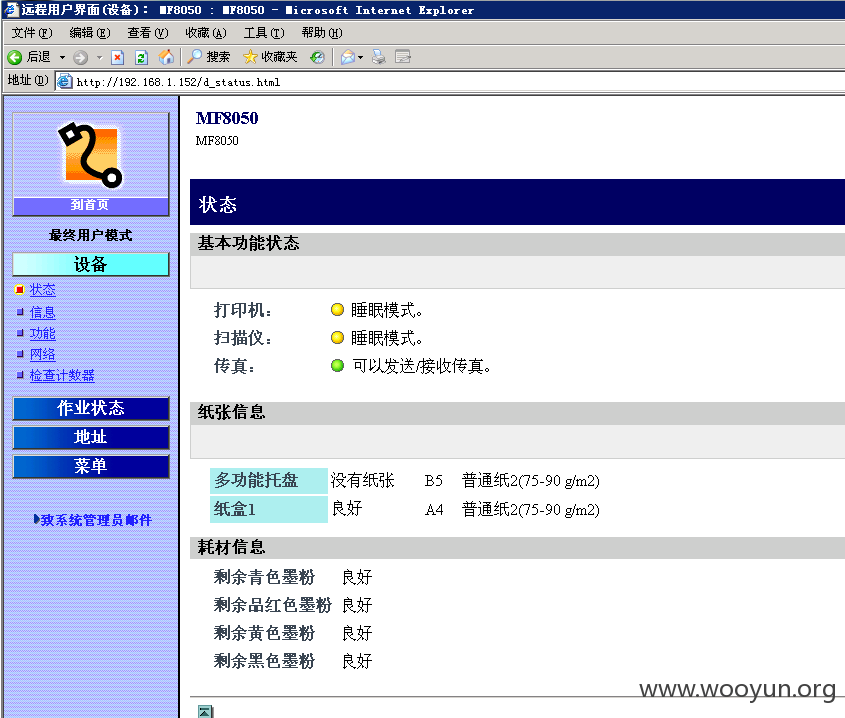 远程用户界面(设备): MF8050 : MF8050 - Microsoft Internet Explorer
文件(F) 编辑(E) 查看(V) 收藏(A) 工具(T) 帮助(H)
后退 搜索 收藏夹
地址(D) http://192.168.1.152/d_status.html
到首页
最终用户模式
设备
状态
信息
功能
网络
检查计数器
作业状态
地址
菜单
致系统管理员邮件
MF8050
MF8050
状态
基本功能状态
打印机: 睡眠模式。
扫描仪: 睡眠模式。
传真: 可以发送/接收传真。
纸张信息
多功能托盘 没有纸张 B5 普通纸2(75-90 g/m2)
纸盒1 良好 A4 普通纸2(75-90 g/m2)
耗材信息
剩余青色墨粉 良好
剩余品红色墨粉 良好
剩余黄色墨粉 良好
剩余黑色墨粉 良好
www.wooyun.org